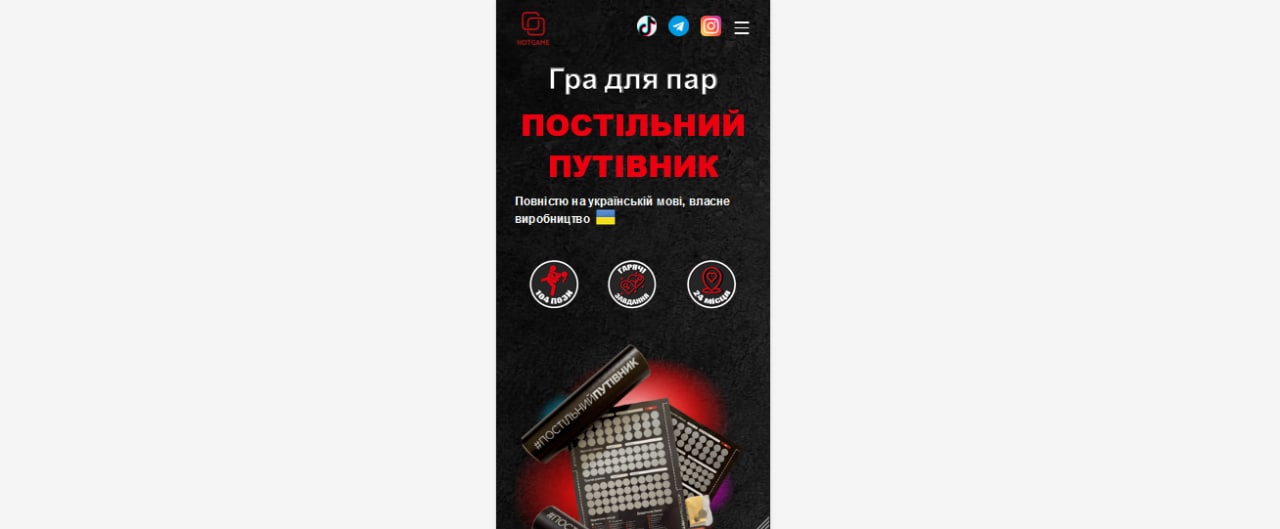 HOTGAME
Гра для пар
ПОСТІЛЬНИЙ
ПУТІВНИК
Повністю на українській мові, власне
виробництво
104 ПОЗИ
ГАРЯЧІ
ЗАВДАННЯ
24 МІСЦЯ
#ПОСТІЛЬНИЙПУТІВНИК